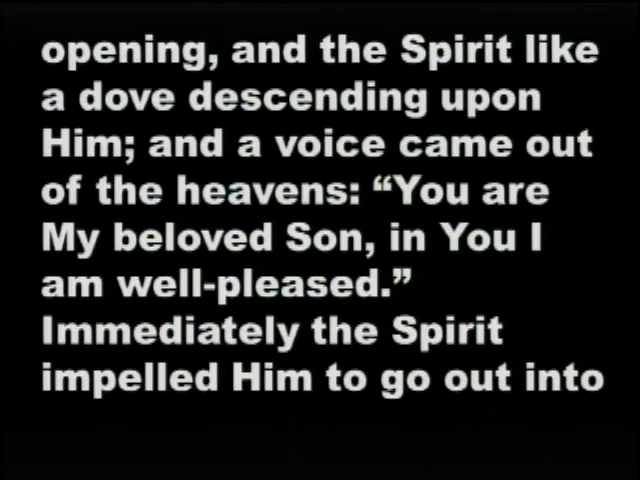 opening, and the Spirit like
a dove descending upon
Him; and a voice came out
of the heavens: “You are
My beloved Son, in You I
am well-pleased.”
Immediately the Spirit
impelled Him to go out into